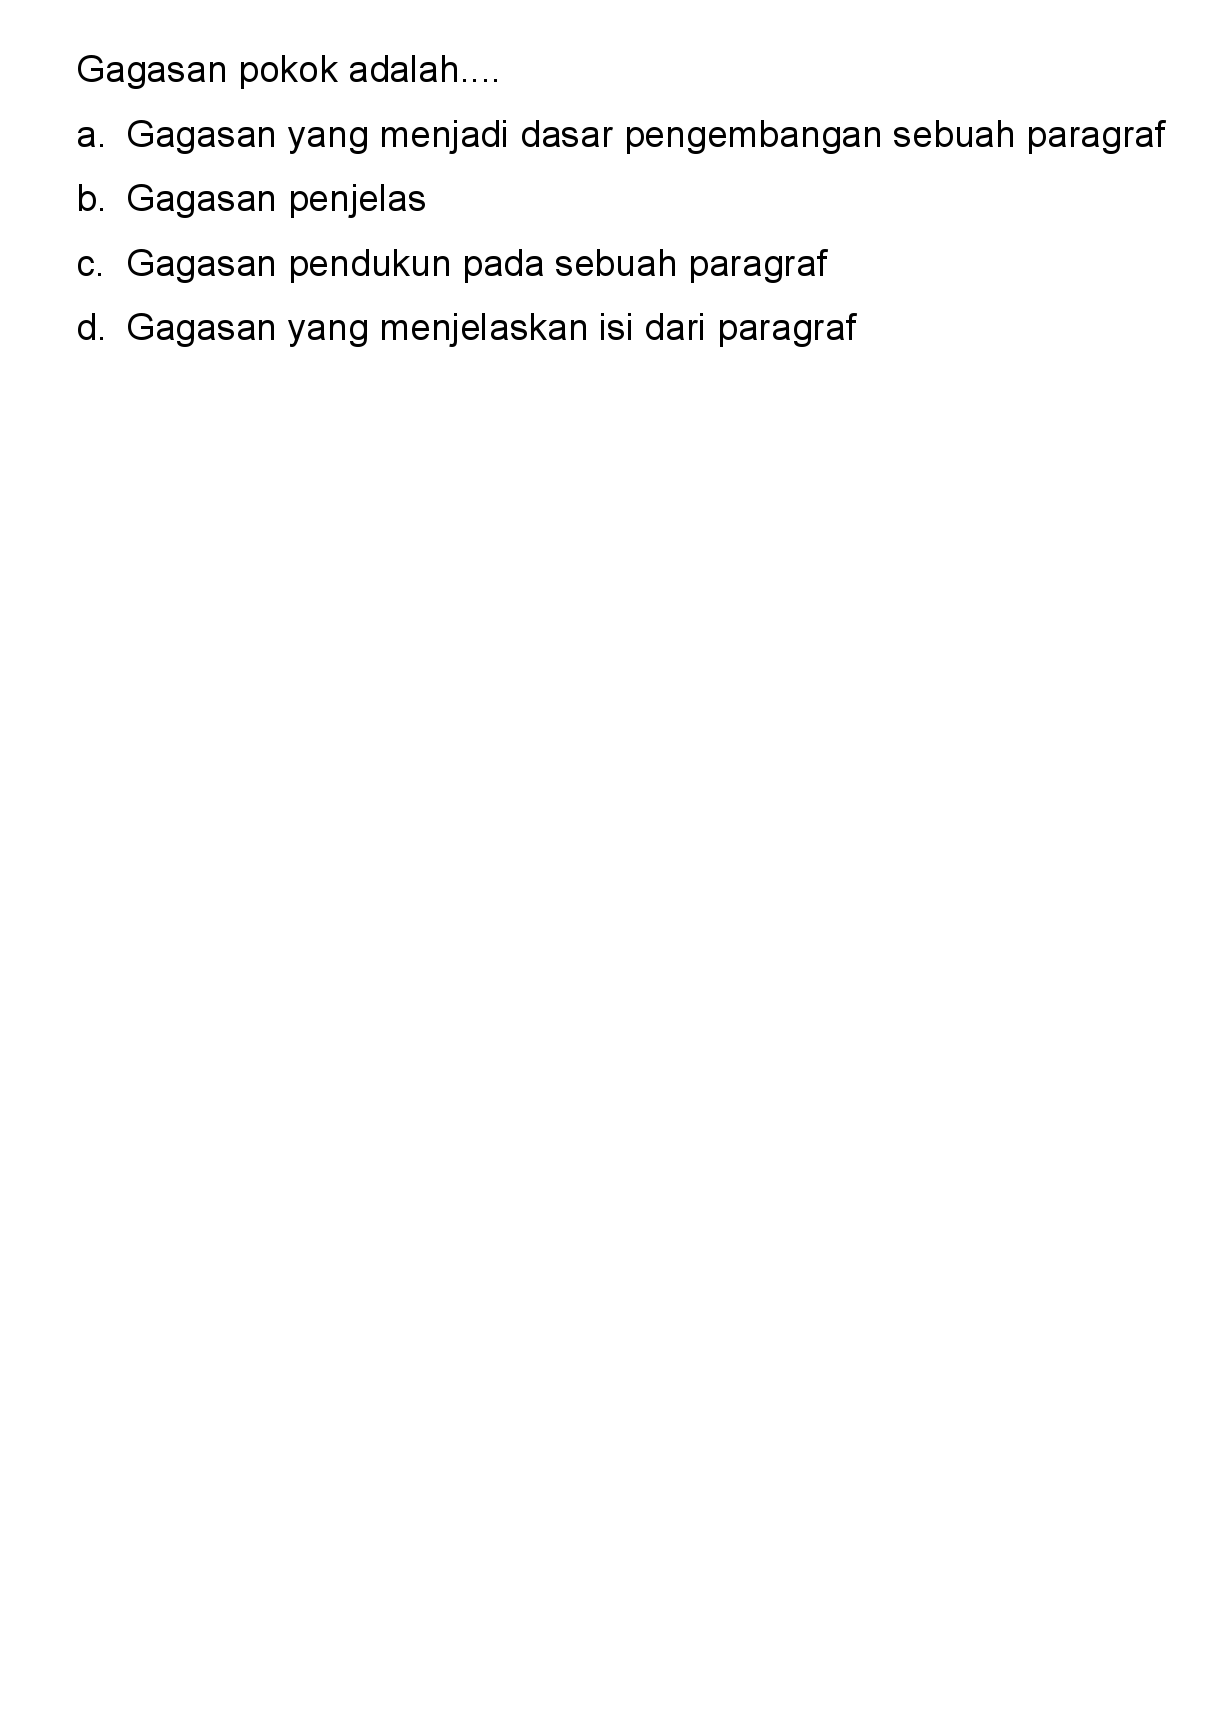 Gagasan pokok adalah....
a. Gagasan yang menjadi dasar pengembangan sebuah paragraf
b. Gagasan penjelas
c. Gagasan pendukun pada sebuah paragraf
d. Gagasan yang menjelaskan isi dari paragraf